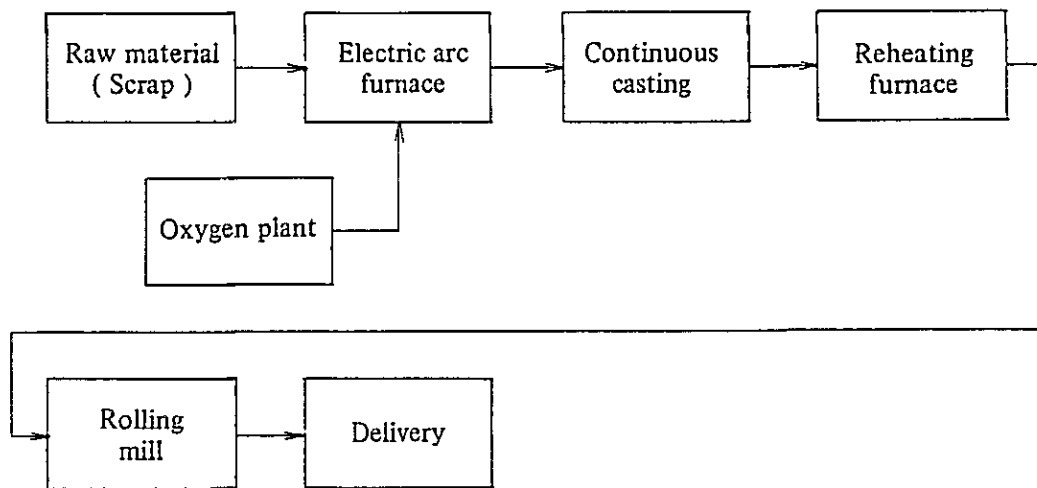 Raw material
( Scrap )
Electric arc
furnace
Continuous
casting
Reheating
furnace
Oxygen plant
Rolling
mill
Delivery